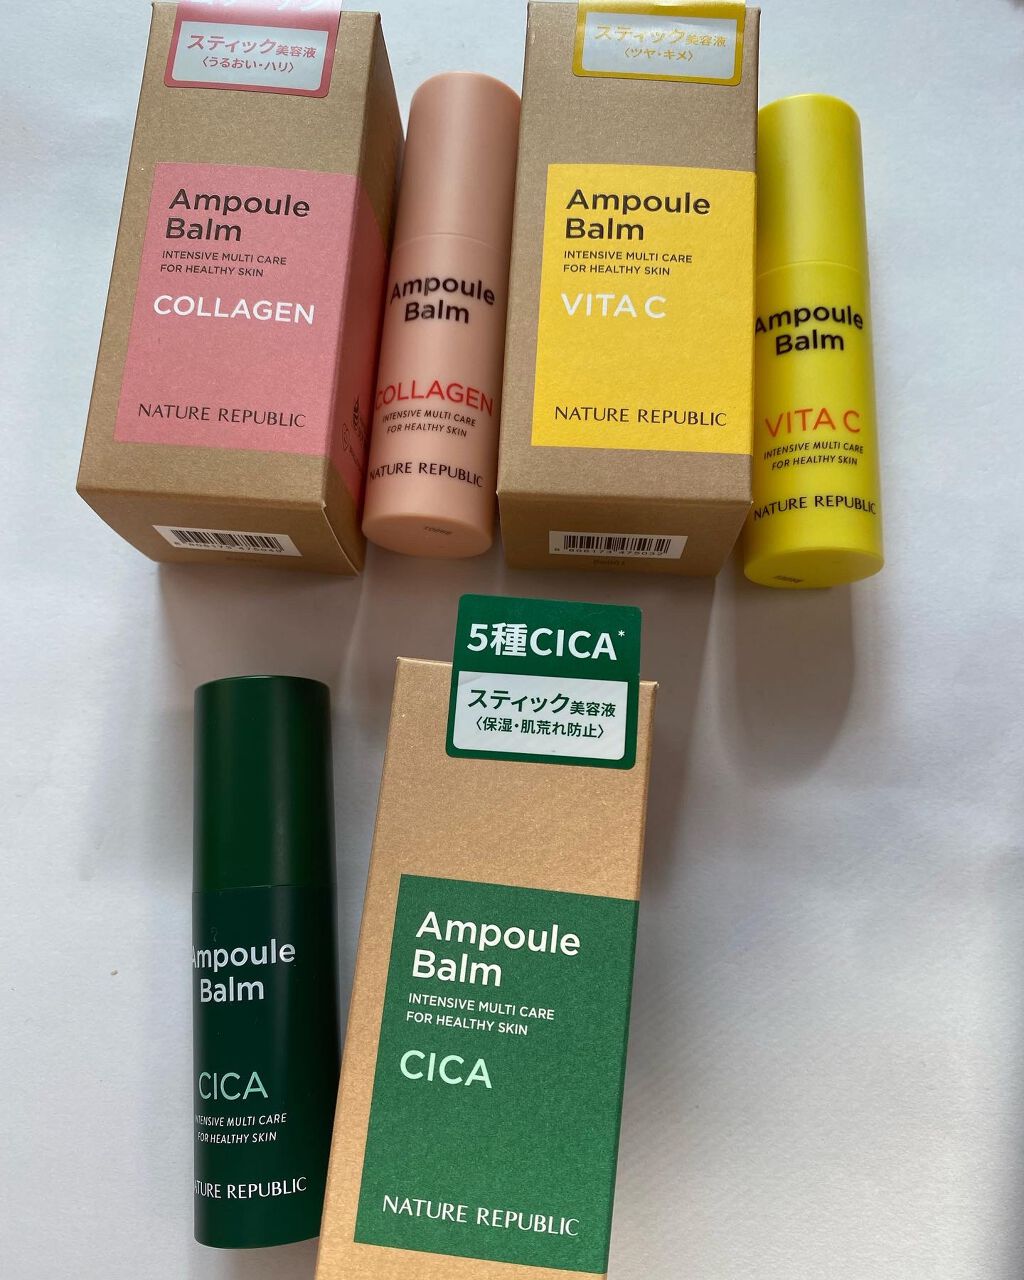 スティック美容液
〈うるおい・ハリ〉
Ampoule
Balm
INTENSIVE MULTI CARE
FOR HEALTHY SKIN
COLLAGEN
NATURE REPUBLIC
Ampoule
Balm
COLLAGEN
INTENSIVE MULTI CARE
FOR HEALTHY SKIN
NATURE REPUBLIC
スティック美容液
〈ツヤ・キメ〉
Ampoule
Balm
INTENSIVE MULTI CARE
FOR HEALTHY SKIN
VITA C
NATURE REPUBLIC
Ampoule
Balm
VITA C
INTENSIVE MULTI CARE
FOR HEALTHY SKIN
NATURE REPUBLIC
5種CICA*
スティック美容液
〈保湿・肌荒れ防止〉
Ampoule
Balm
INTENSIVE MULTI CARE
FOR HEALTHY SKIN
CICA
NATURE REPUBLIC
Ampoule
Balm
CICA
INTENSIVE MULTI CARE
FOR HEALTHY SKIN
NATURE REPUBLIC